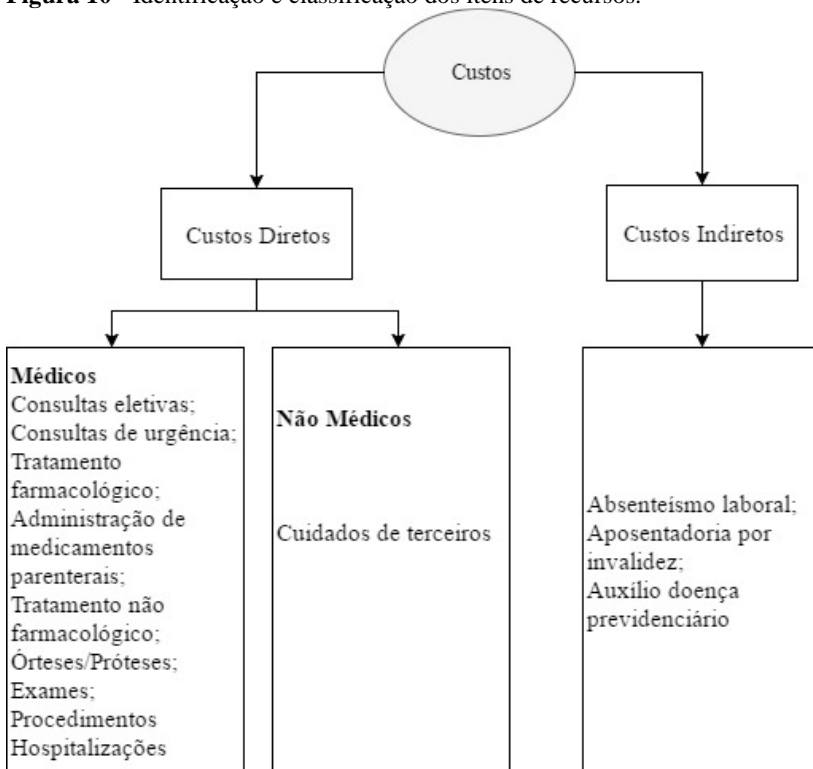 Figura 10 - Identificação e classificação dos itens de recursos.
Custos
Custos Diretos
Custos Indiretos
Médicos
Consultas eletivas;
Consultas de urgência;
Tratamento
farmacológico;
Administração de
medicamentos
parenterais;
Tratamento não
farmacológico;
Órteses/Próteses;
Exames;
Procedimentos
Hospitalizações
Não Médicos
Cuidados de terceiros
Absenteísmo laboral;
Aposentadoria por
invalidez;
Auxílio doença
previdenciário